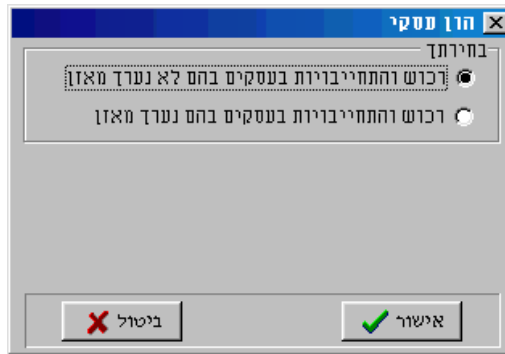 הון עסקי
בחירתך
רכוש והתחייבויות בעסקים בהם לא נערך מאזן
רכוש והתחייבויות בעסקים בהם נערך מאזן
אישור
ביטול